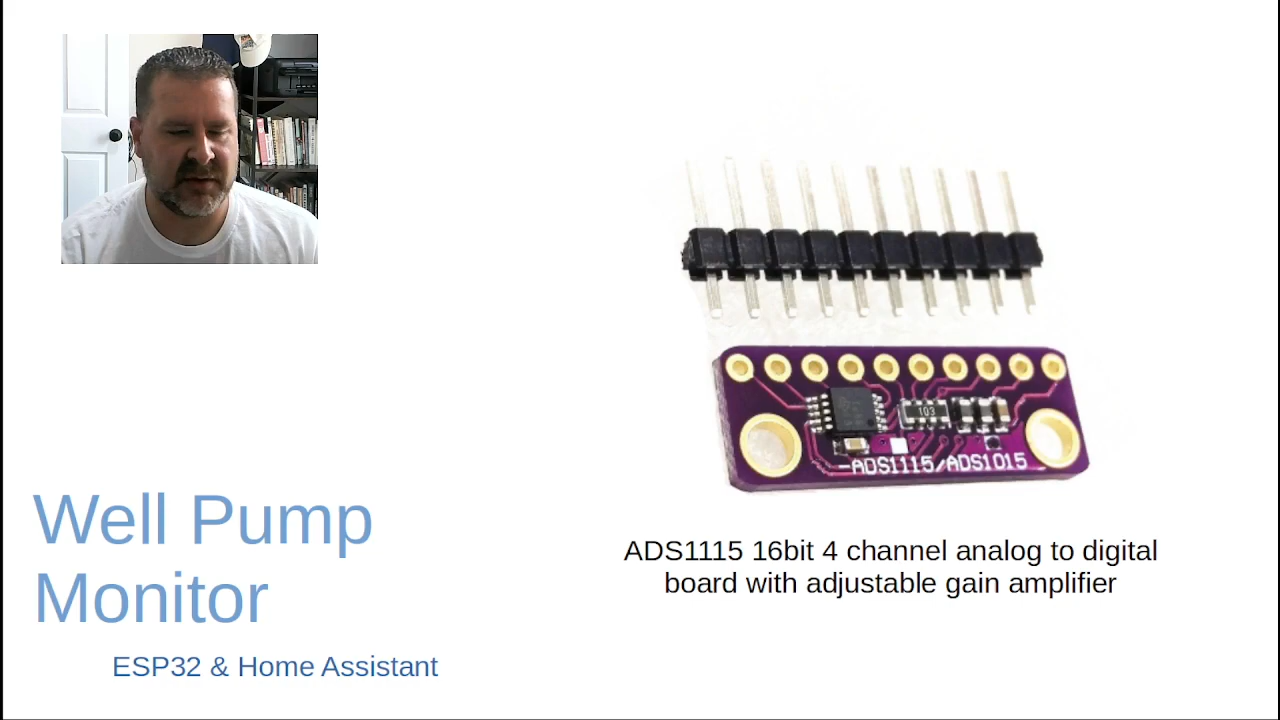 103
-ADS1115/ADS1015
Well Pump
Monitor
ADS1115 16bit 4 channel analog to digital
board with adjustable gain amplifier
ESP32 & Home Assistant